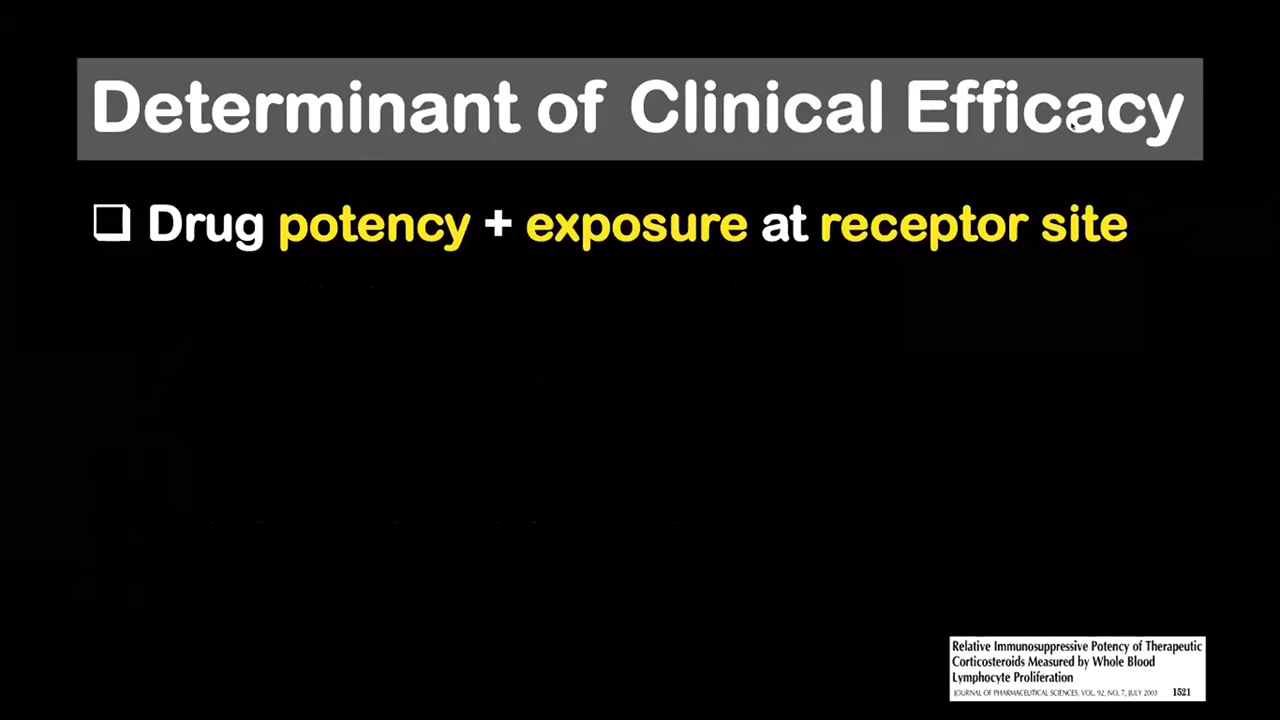 Determinant of Clinical Efficacy
❑ Drug potency + exposure at receptor site
Relative Immunosuppressive Potency of Therapeutic
Corticosteroids Measured by Whole Blood
Lymphocyte Proliferation
JOURNAL OF PHARMACEUTICAL SCIENCES, VOL. 92, NO. 7, JULY 2003 1521